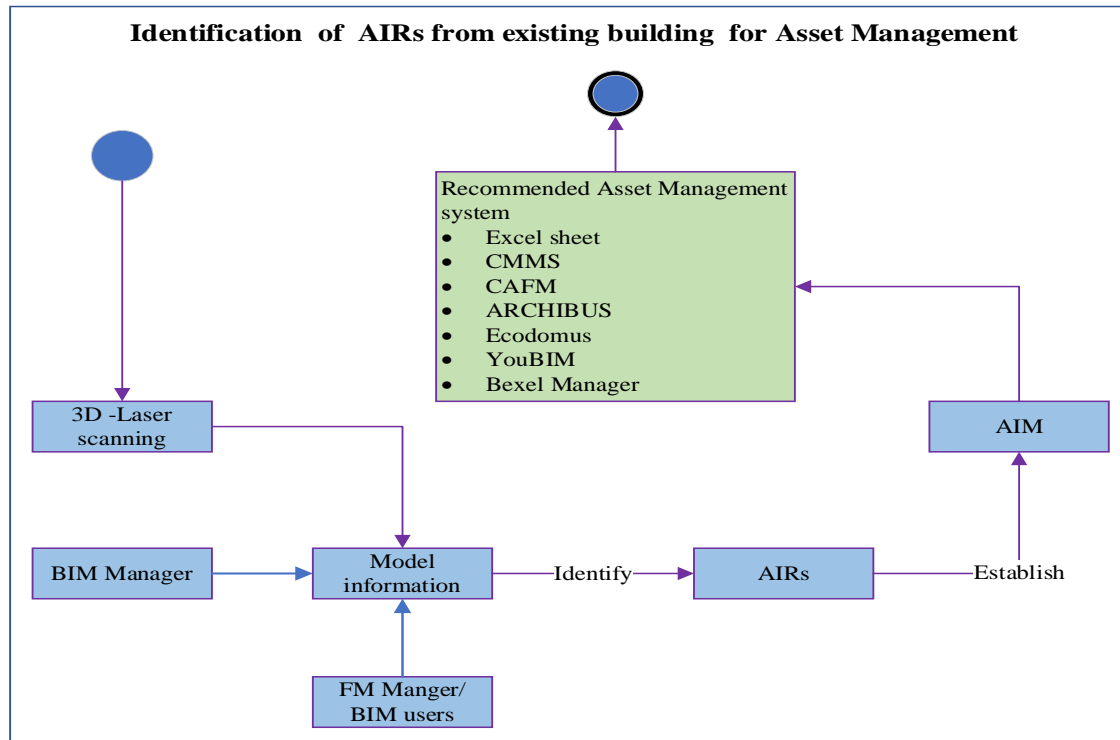 Identification of AIRs from existing building for Asset Management
Recommended Asset Management
system
• Excel sheet
• CMMS
• CAFM
• ARCHIBUS
• Ecodomus
• YouBIM
• Bexel Manager
3D -Laser
scanning
AIM
BIM Manager
Model
information
Identify
AIRs
Establish
FM Manger/
BIM users